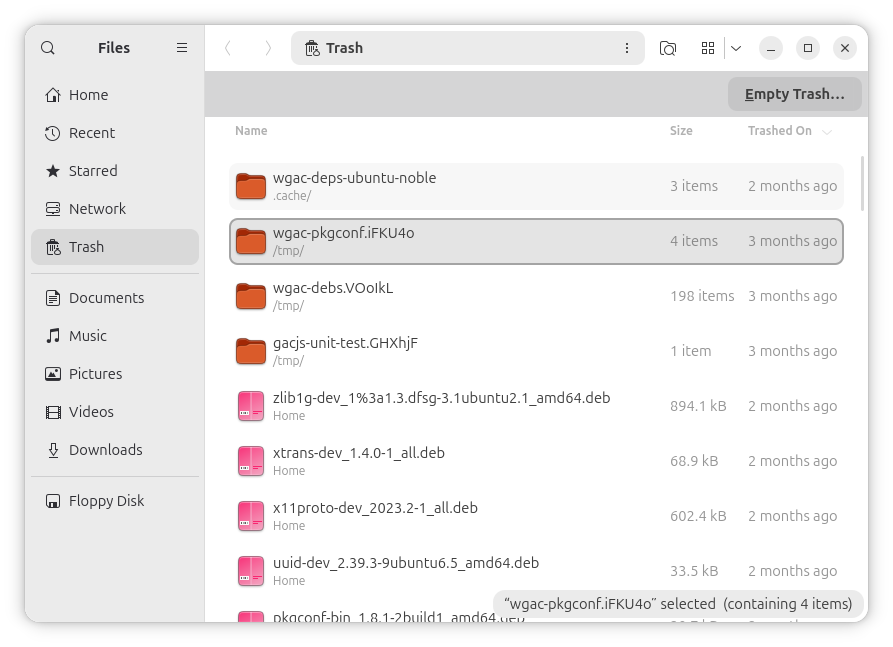 Files
Trash
Home
Recent
Starred
Network
Trash
Documents
Music
Pictures
Videos
Downloads
Floppy Disk
Empty Trash…
Name Size Trashed On
wgac-deps-ubuntu-noble
.cache/
3 items 2 months ago
wgac-pkgconf.iFKU4o
/tmp/
4 items 3 months ago
wgac-debs.VOoIkL
/tmp/
198 items 3 months ago
gacjs-unit-test.GHXhjF
/tmp/
1 item 3 months ago
zlib1g-dev_1%3a1.3.dfsg-3.1ubuntu2.1_amd64.deb
Home
894.1 kB 2 months ago
xtrans-dev_1.4.0-1_all.deb
Home
68.9 kB 2 months ago
x11proto-dev_2023.2-1_all.deb
Home
602.4 kB 2 months ago
uuid-dev_2.39.3-9ubuntu6.5_amd64.deb
Home
33.5 kB 2 months ago
pkgconf-bin_1.8.1-2build1_amd64.deb
“wgac-pkgconf.iFKU4o” selected (containing 4 items)